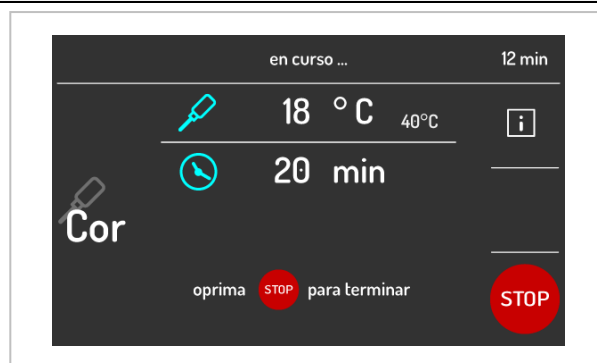 en curso ... 12 min
18 °C 40°C
i
20 min
Cor
oprima STOP para terminar
STOP